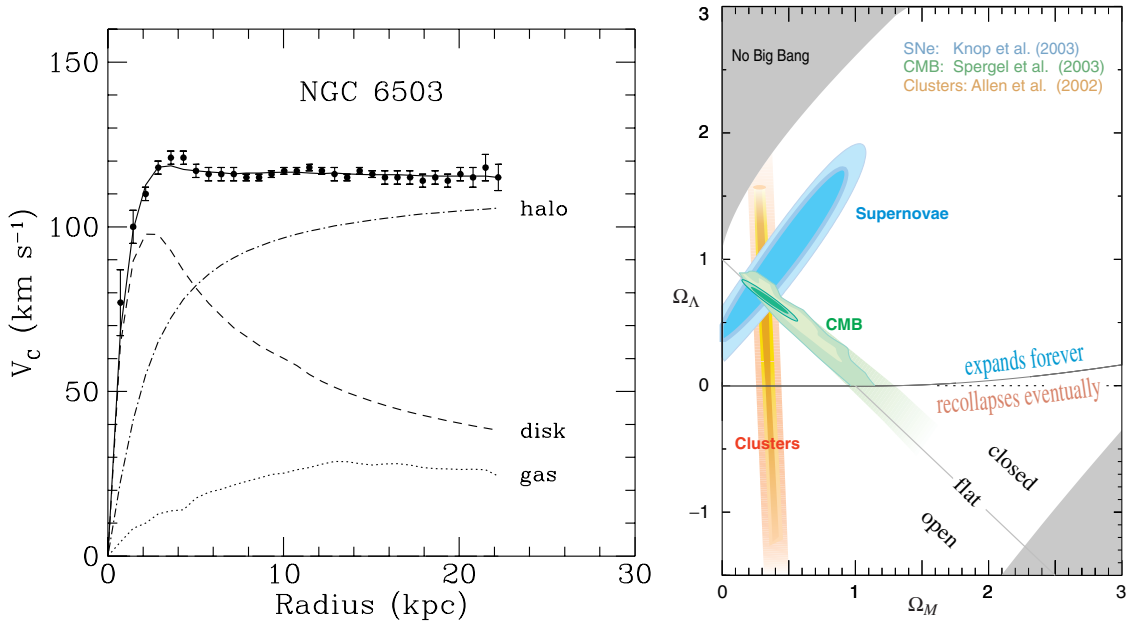 150
100
50
0
0
10
20
30
NGC 6503
halo
disk
gas
V_c (km s⁻¹)
Radius (kpc)
3
2
1
0
−1
0
1
2
3
No Big Bang
SNe: Knop et al. (2003)
CMB: Spergel et al. (2003)
Clusters: Allen et al. (2002)
Supernovae
Ω_Λ
CMB
expands forever
recollapses eventually
Clusters
closed
flat
open
Ω_M